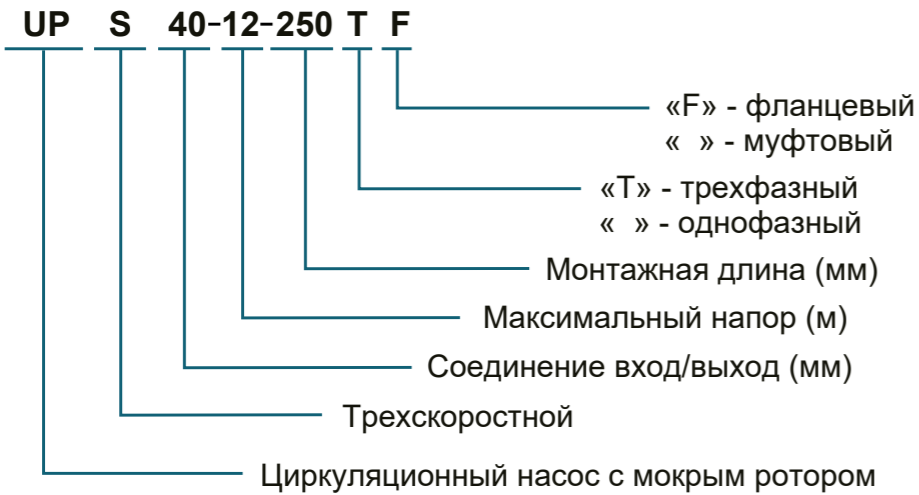 UP S 40-12-250 T F
«F» - фланцевый
« » - муфтовый
«Т» - трехфазный
« » - однофазный
Монтажная длина (мм)
Максимальный напор (м)
Соединение вход/выход (мм)
Трехскоростной
Циркуляционный насос с мокрым ротором